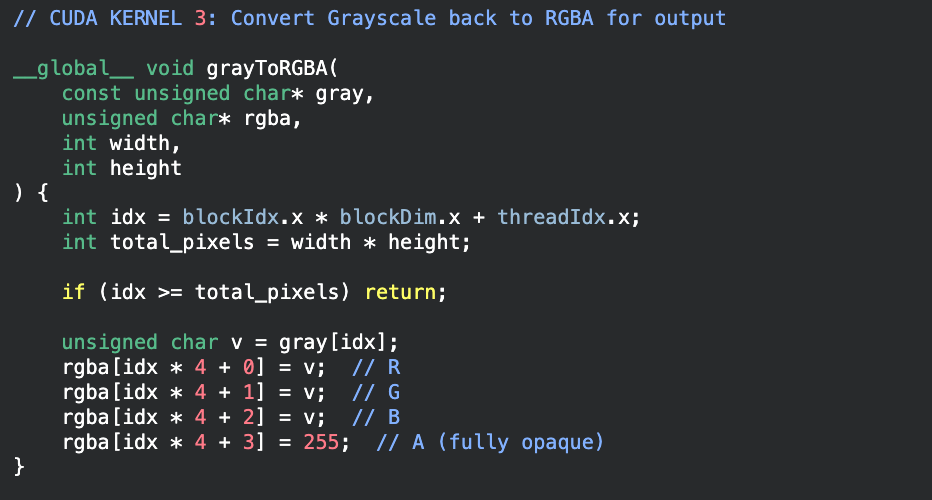 // CUDA KERNEL 3: Convert Grayscale back to RGBA for output
__global__ void grayToRGBA(
    const unsigned char* gray,
    unsigned char* rgba,
    int width,
    int height
) {
    int idx = blockIdx.x * blockDim.x + threadIdx.x;
    int total_pixels = width * height;
    if (idx >= total_pixels) return;
    unsigned char v = gray[idx];
    rgba[idx * 4 + 0] = v;  // R
    rgba[idx * 4 + 1] = v;  // G
    rgba[idx * 4 + 2] = v;  // B
    rgba[idx * 4 + 3] = 255;  // A (fully opaque)
}